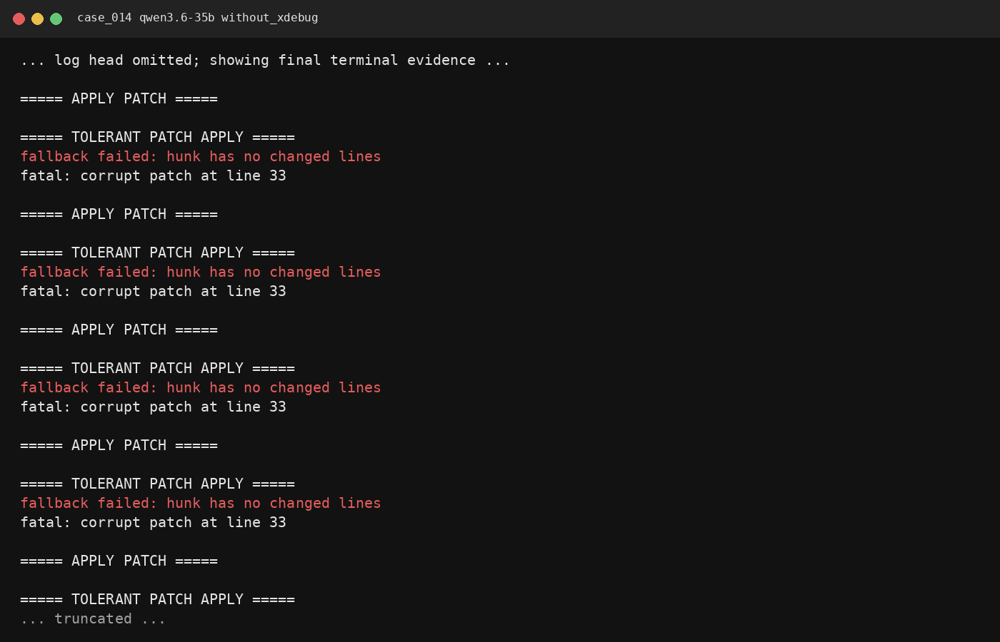 case_014 qwen3.6-35b without_xdebug
... log head omitted; showing final terminal evidence ...
===== APPLY PATCH =====
===== TOLERANT PATCH APPLY =====
fallback failed: hunk has no changed lines
fatal: corrupt patch at line 33
===== APPLY PATCH =====
===== TOLERANT PATCH APPLY =====
fallback failed: hunk has no changed lines
fatal: corrupt patch at line 33
===== APPLY PATCH =====
===== TOLERANT PATCH APPLY =====
fallback failed: hunk has no changed lines
fatal: corrupt patch at line 33
===== APPLY PATCH =====
===== TOLERANT PATCH APPLY =====
fallback failed: hunk has no changed lines
fatal: corrupt patch at line 33
===== APPLY PATCH =====
===== TOLERANT PATCH APPLY =====
... truncated ...